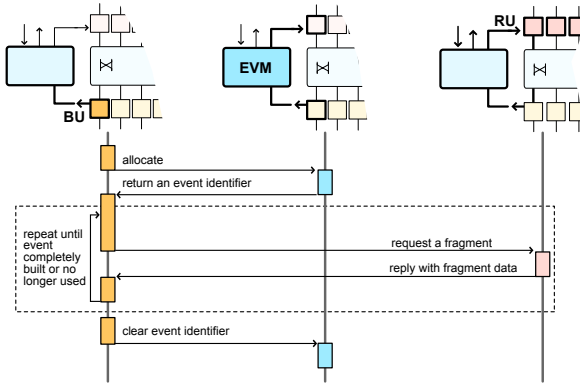 RU
EVM
BU
allocate
return an event identifier
repeat until
event
completely
built or no
longer used
request a fragment
reply with fragment data
clear event identifier